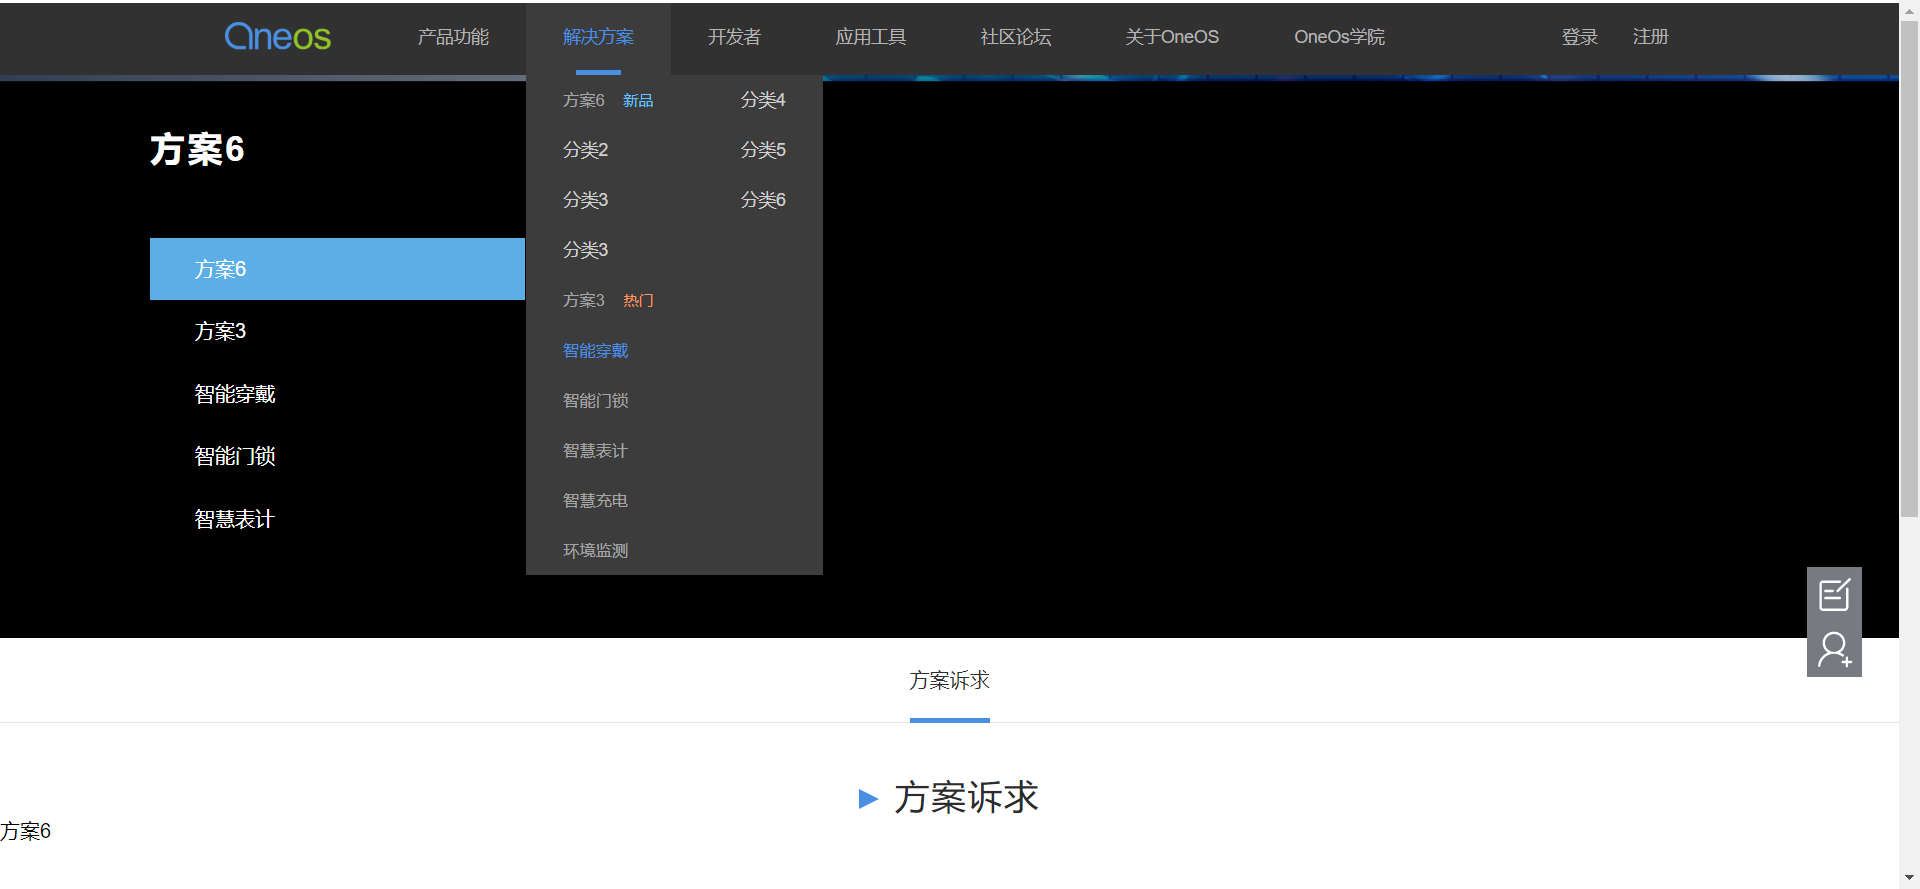 Oneos 产品功能 解决方案 开发者 应用工具 社区论坛 关于OneOS OneOs学院 登录 注册
方案6 新品 分类4
分类2 分类5
分类3 分类6
分类3
方案3 热门
智能穿戴
智能门锁
智慧表计
智慧充电
环境监测
方案6
方案6
方案3
智能穿戴
智能门锁
智慧表计
方案诉求
方案诉求
方案6